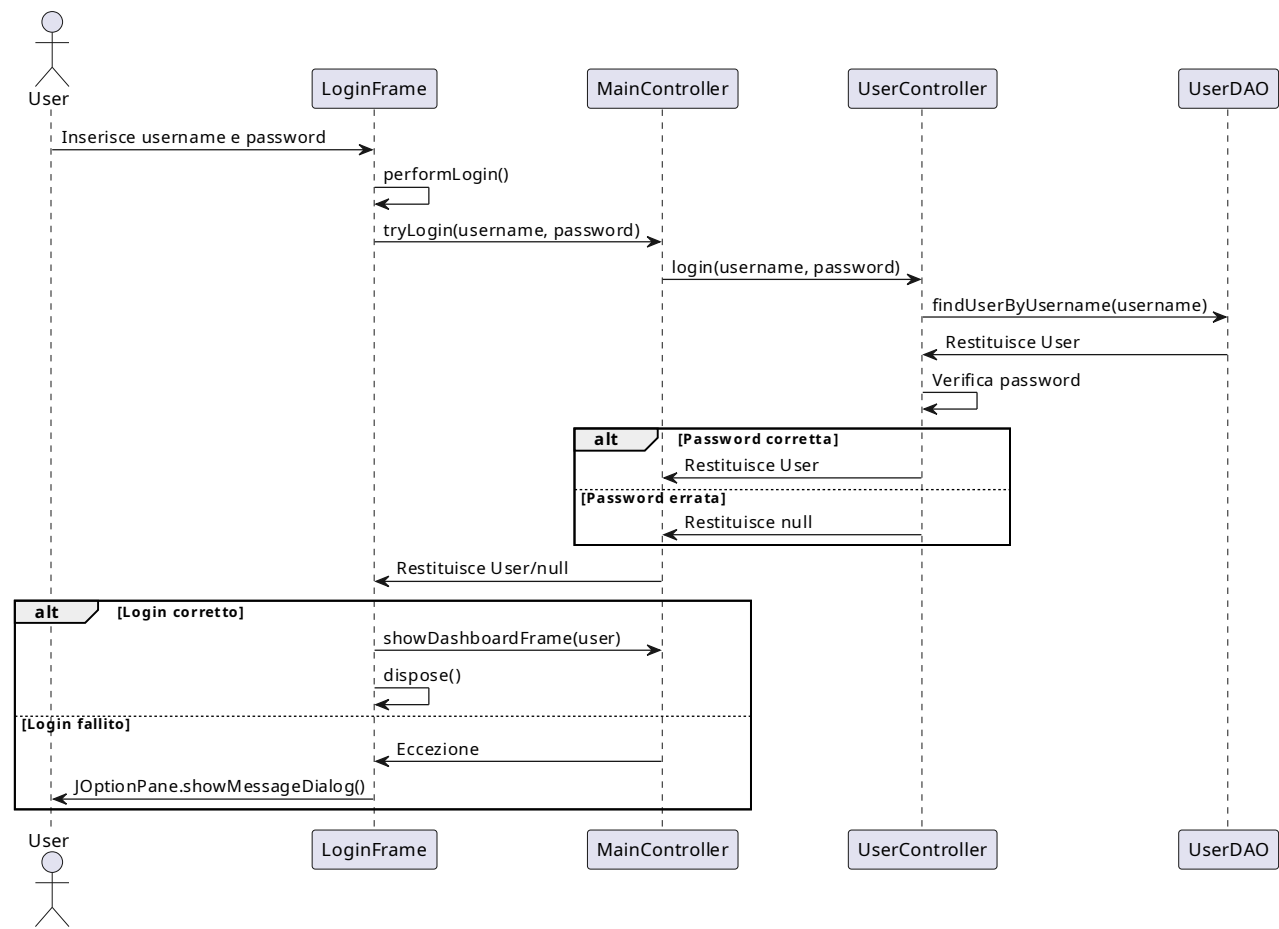 User
LoginFrame
MainController
UserController
UserDAO
Inserisce username e password
performLogin()
tryLogin(username, password)
login(username, password)
findUserByUsername(username)
Restituisce User
Verifica password
alt [Password corretta]
Restituisce User
[Password errata]
Restituisce null
Restituisce User/null
alt [Login corretto]
showDashboardFrame(user)
dispose()
[Login fallito]
Eccezione
JOptionPane.showMessageDialog()
User
LoginFrame
MainController
UserController
UserDAO